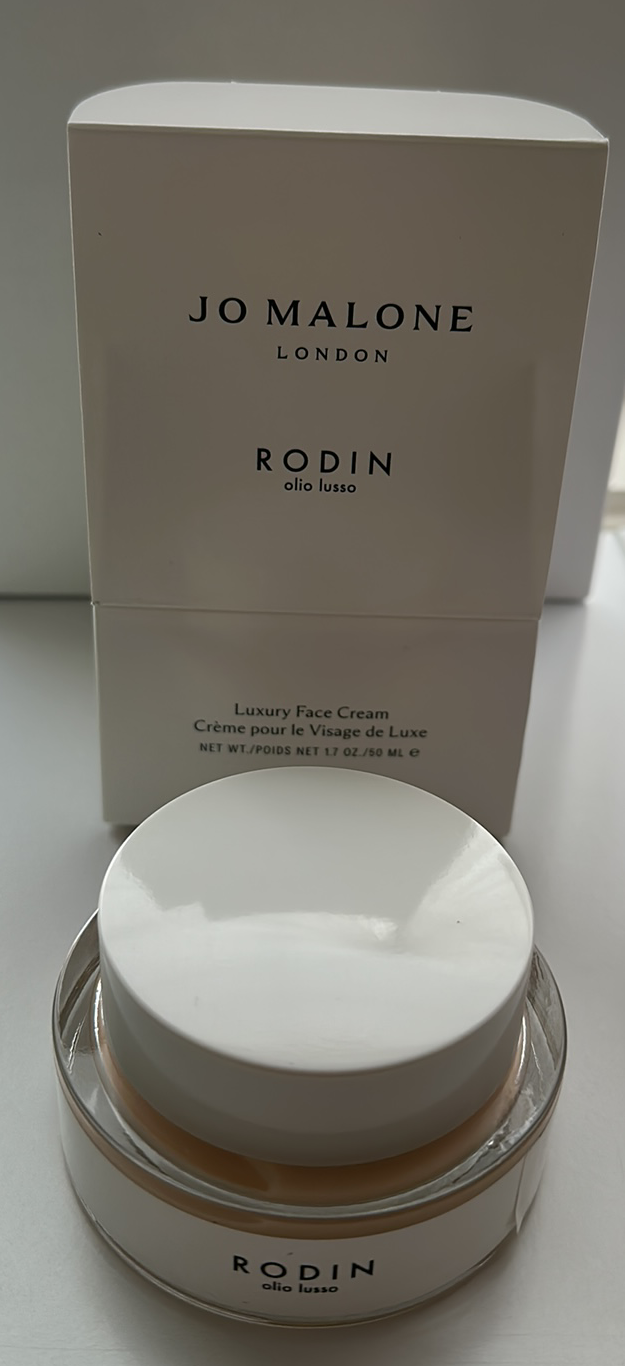 JO MALONE
LONDON
RODIN
olio lusso
Luxury Face Cream
Crème pour le Visage de Luxe
NET WT./POIDS NET 1.7 OZ./50 ML ℮
RODIN
olio lusso